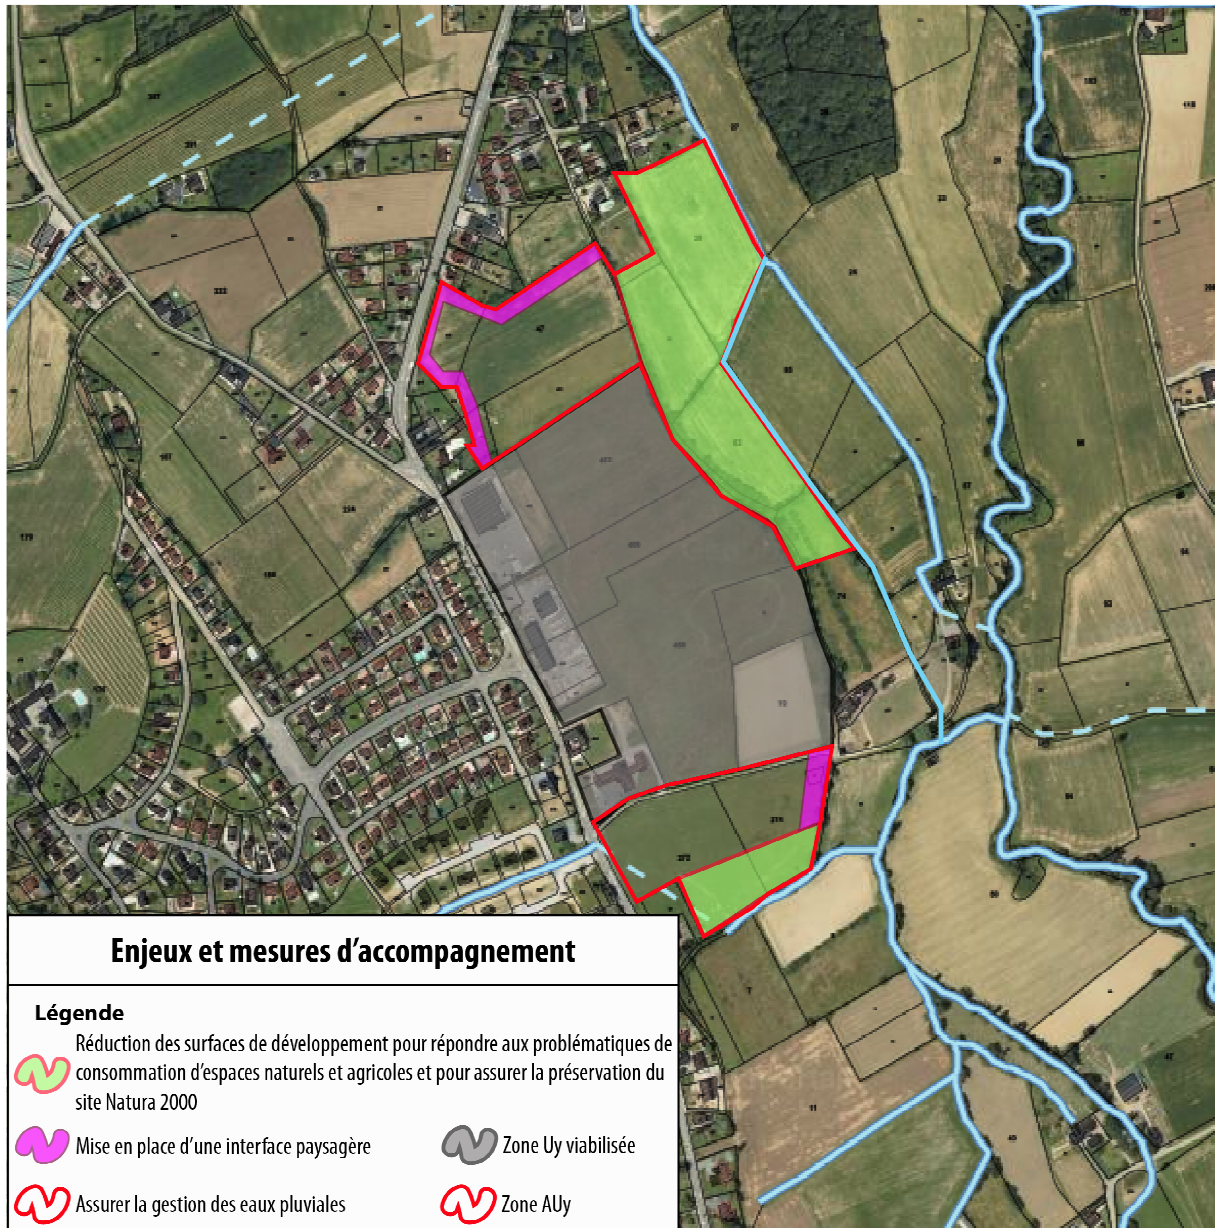 Enjeux et mesures d’accompagnement
Légende
Réduction des surfaces de développement pour répondre aux problématiques de
consommation d’espaces naturels et agricoles et pour assurer la préservation du
site Natura 2000
Mise en place d’une interface paysagère
Zone Uy viabilisée
Assurer la gestion des eaux pluviales
Zone AUy